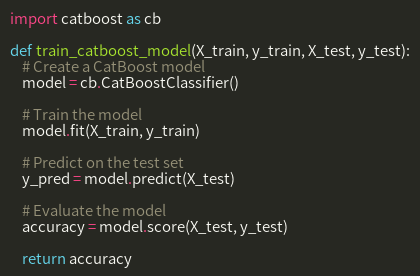 import catboost as cb
def train_catboost_model(X_train, y_train, X_test, y_test):
# Create a CatBoost model
model = cb.CatBoostClassifier()
# Train the model
model.fit(X_train, y_train)
# Predict on the test set
y_pred = model.predict(X_test)
# Evaluate the model
accuracy = model.score(X_test, y_test)
return accuracy